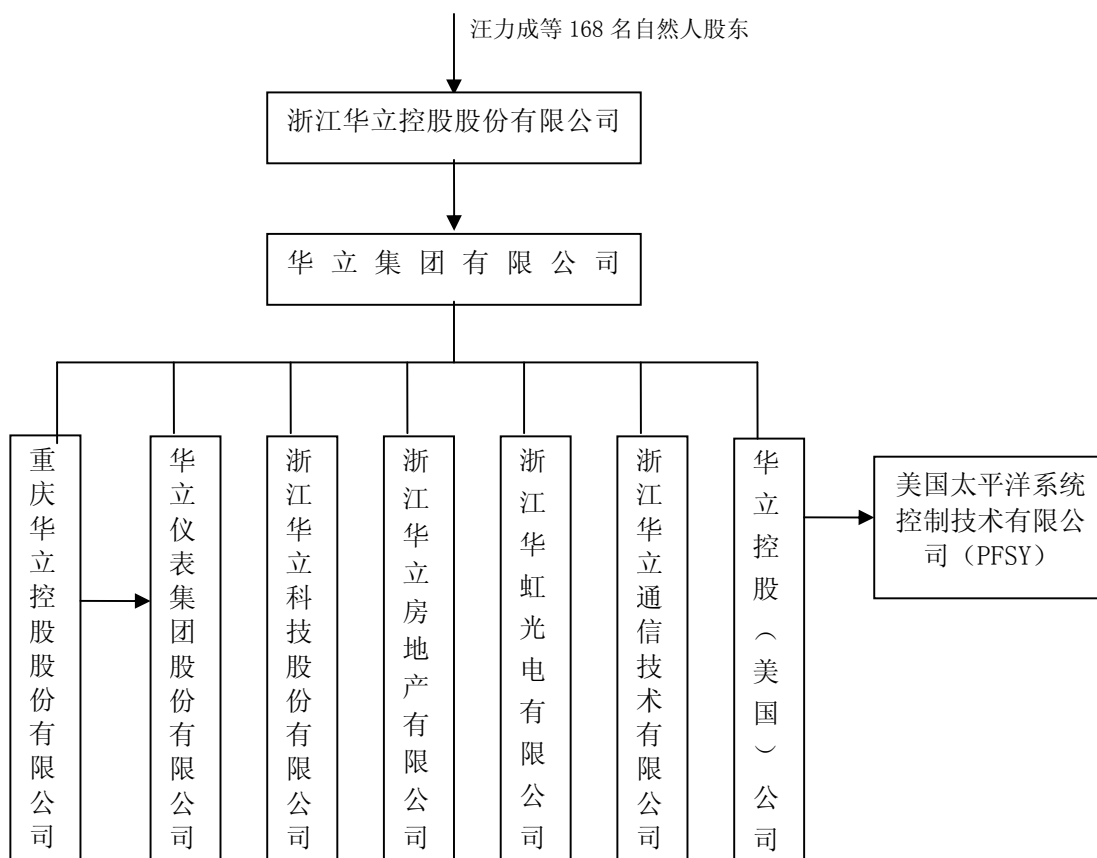 汪力成等 168 名自然人股东
浙江华立控股股份有限公司
华立集团有限公司
重庆华立控股股份有限公司
华立仪表集团股份有限公司
浙江华立科技股份有限公司
浙江华立房地产有限公司
浙江华虹光电有限公司
浙江华立通信技术有限公司
华立控股（美国）公司
美国太平洋系统
控制技术有限公
司（PFSY）